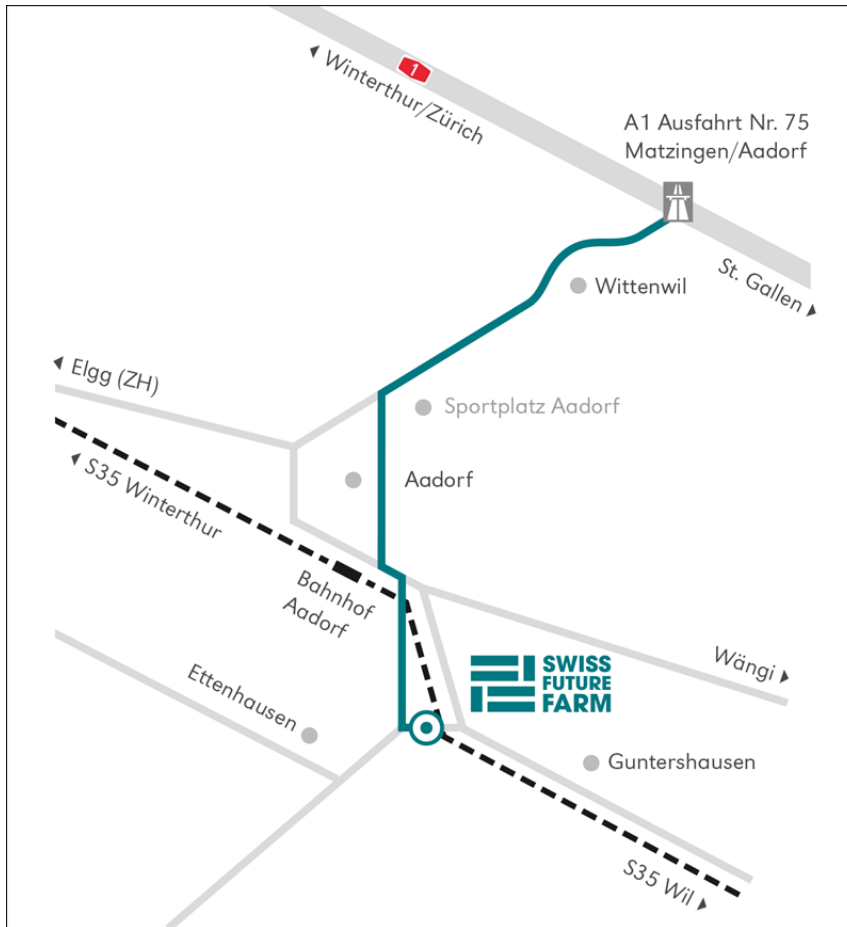 1
Winterthur/Zürich
A1 Ausfahrt Nr. 75
Matzingen/Aadorf
St. Gallen
Wittenwil
Elgg (ZH)
Sportplatz Aadorf
S35 Winterthur
Aadorf
Bahnhof
Aadorf
Ettenhausen
SWISS
FUTURE
FARM
Wängi
Guntershausen
S35 Wil